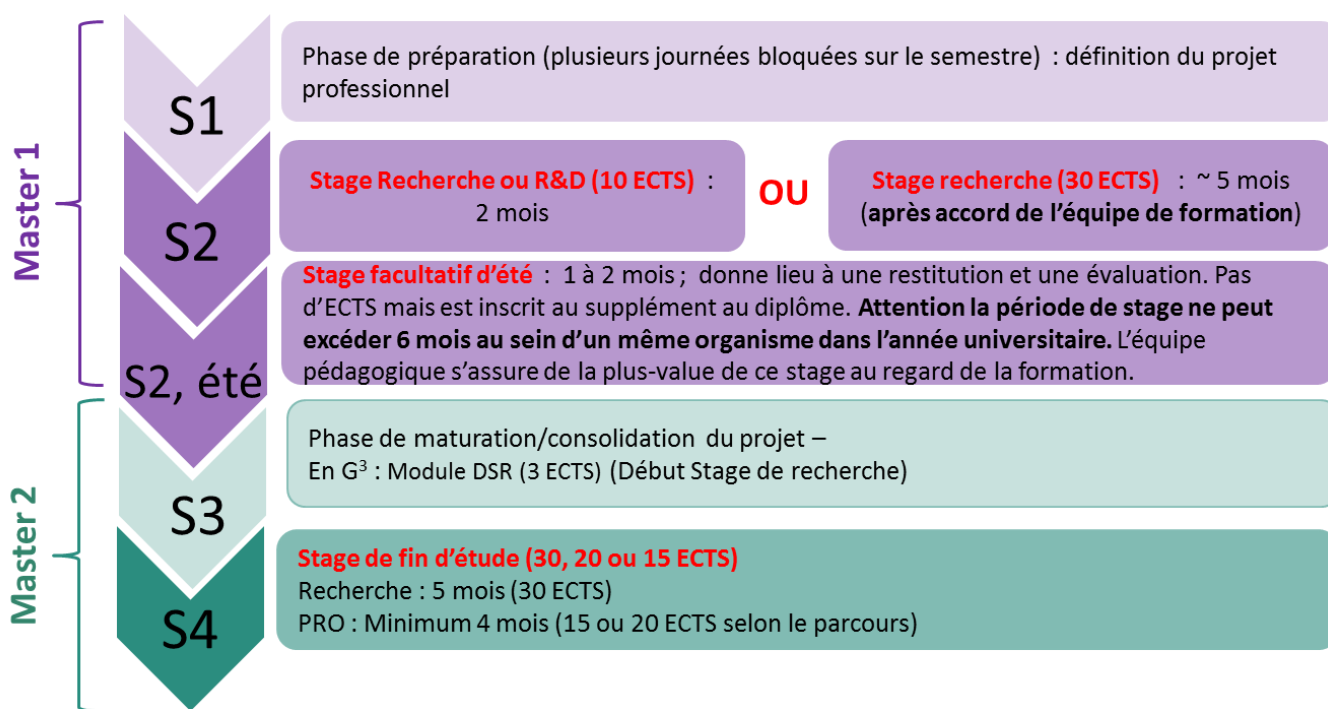 Master 1
S1
Phase de préparation (plusieurs journées bloquées sur le semestre) : définition du projet
professionnel
S2
Stage Recherche ou R&D (10 ECTS) :
2 mois
OU
Stage recherche (30 ECTS) : ~ 5 mois
(après accord de l’équipe de formation)
S2, été
Stage facultatif d’été : 1 à 2 mois ; donne lieu à une restitution et une évaluation. Pas
d’ECTS mais est inscrit au supplément au diplôme. Attention la période de stage ne peut
excéder 6 mois au sein d’un même organisme dans l’année universitaire. L’équipe
pédagogique s’assure de la plus-value de ce stage au regard de la formation.
Master 2
S3
Phase de maturation/consolidation du projet –
En G³ : Module DSR (3 ECTS) (Début Stage de recherche)
S4
Stage de fin d’étude (30, 20 ou 15 ECTS)
Recherche : 5 mois (30 ECTS)
PRO : Minimum 4 mois (15 ou 20 ECTS selon le parcours)